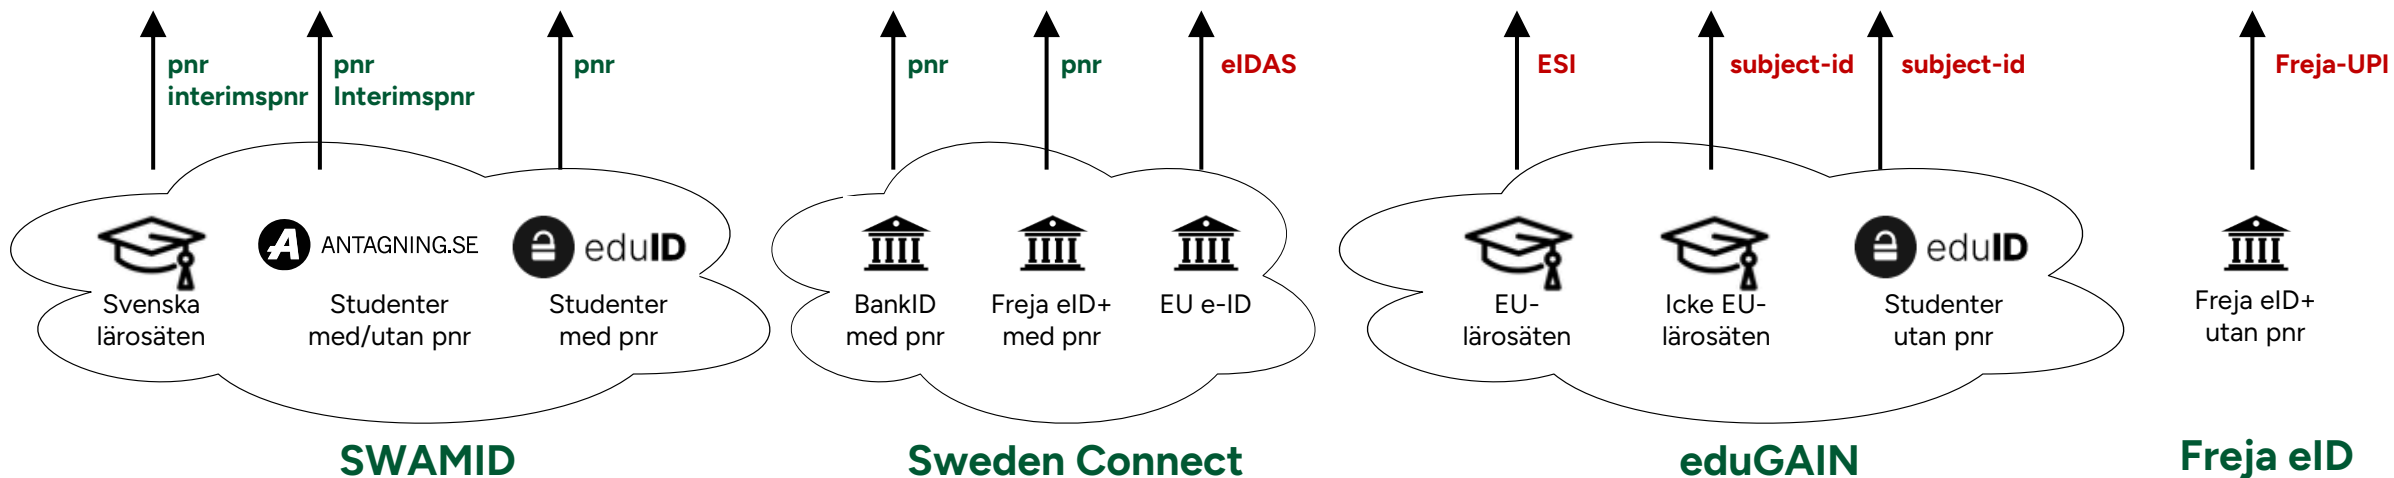 pnr
interimspnr
pnr
Interimspnr
pnr
pnr
pnr
eIDAS
ESI
subject-id
subject-id
Freja-UPI
Svenska
lärosäten
A ANTAGNING.SE
Studenter
med/utan pnr
eduID
Studenter
med pnr
BankID
med pnr
Freja eID+
med pnr
EU e-ID
EU-
lärosäten
Icke EU-
lärosäten
eduID
Studenter
utan pnr
Freja eID+
utan pnr
SWAMID
Sweden Connect
eduGAIN
Freja eID